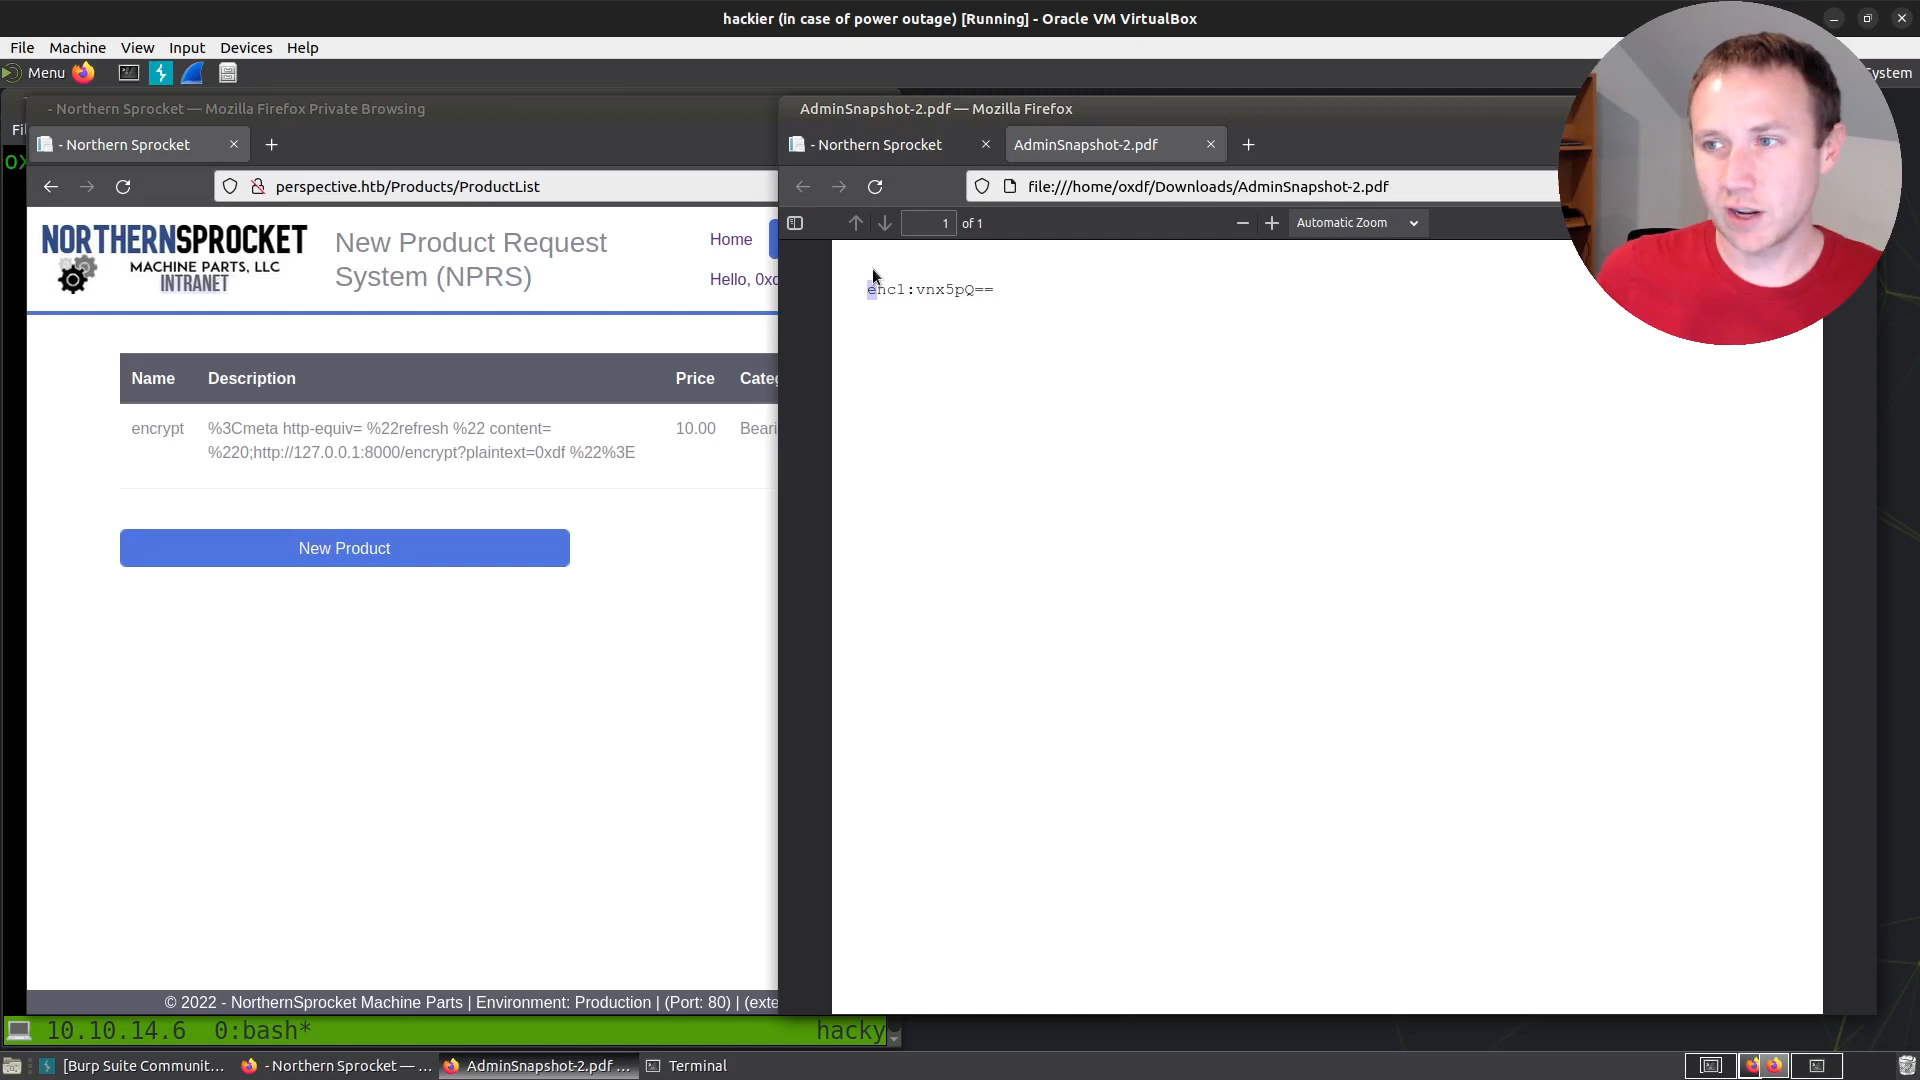 hackier (in case of power outage) [Running] - Oracle VM VirtualBox
File Machine View Input Devices Help
Menu
System
- Northern Sprocket — Mozilla Firefox Private Browsing
- Northern Sprocket
perspective.htb/Products/ProductList
NORTHERNSPROCKET
MACHINE PARTS, LLC
INTRANET
New Product Request
System (NPRS)
Home
Hello, 0xd
Name Description Price Categ
encrypt %3Cmeta http-equiv= %22refresh %22 content= 10.00 Beari
%220;http://127.0.0.1:8000/encrypt?plaintext=0xdf %22%3E
New Product
© 2022 - NorthernSprocket Machine Parts | Environment: Production | (Port: 80) | (exte
AdminSnapshot-2.pdf — Mozilla Firefox
- Northern Sprocket AdminSnapshot-2.pdf
file:///home/oxdf/Downloads/AdminSnapshot-2.pdf
1 of 1 Automatic Zoom
enc1:vnx5pQ==
10.10.14.6 0:bash* hacky
[Burp Suite Communit... - Northern Sprocket — ... AdminSnapshot-2.pdf ... Terminal